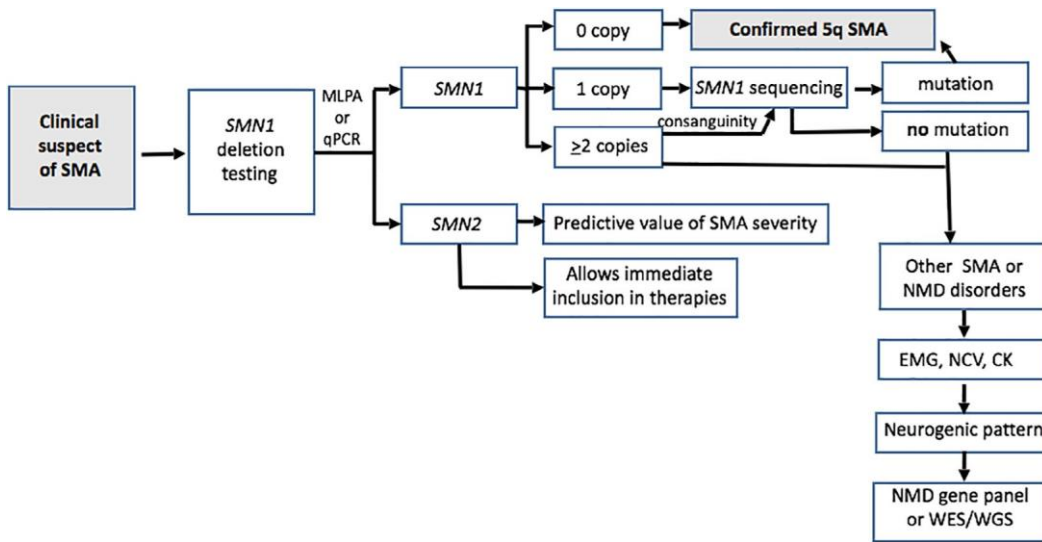 Clinical
suspect
of SMA
SMN1
deletion
testing
MLPA
or
qPCR
SMN1
0 copy
Confirmed 5q SMA
1 copy
SMN1 sequencing
mutation
consanguinity
≥2 copies
no mutation
SMN2
Predictive value of SMA severity
Allows immediate
inclusion in therapies
Other SMA or
NMD disorders
EMG, NCV, CK
Neurogenic pattern
NMD gene panel
or WES/WGS